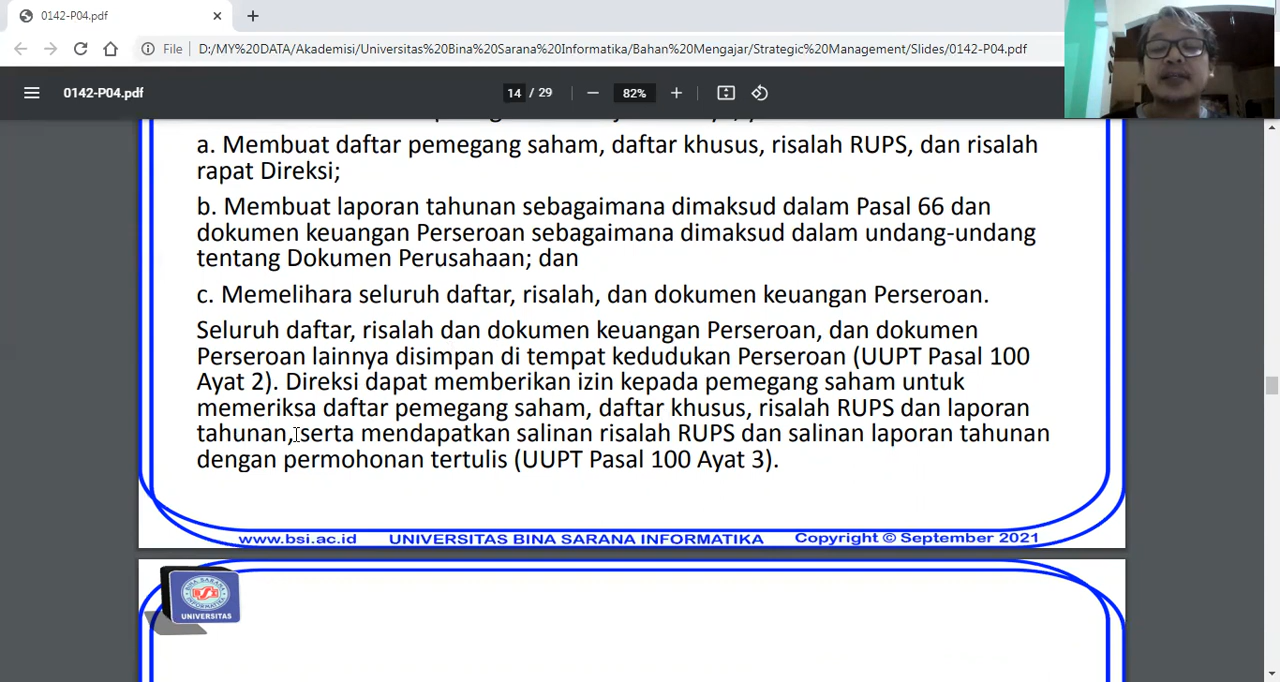 0142-P04.pdf
File D:/MY%20DATA/Akademisi/Universitas%20Bina%20Sarana%20Informatika/Bahan%20Mengajar/Strategic%20Management/Slides/0142-P04.pdf
0142-P04.pdf 14 / 29 82%
a. Membuat daftar pemegang saham, daftar khusus, risalah RUPS, dan risalah
rapat Direksi;
b. Membuat laporan tahunan sebagaimana dimaksud dalam Pasal 66 dan
dokumen keuangan Perseroan sebagaimana dimaksud dalam undang-undang
tentang Dokumen Perusahaan; dan
c. Memelihara seluruh daftar, risalah, dan dokumen keuangan Perseroan.
Seluruh daftar, risalah dan dokumen keuangan Perseroan, dan dokumen
Perseroan lainnya disimpan di tempat kedudukan Perseroan (UUPT Pasal 100
Ayat 2). Direksi dapat memberikan izin kepada pemegang saham untuk
memeriksa daftar pemegang saham, daftar khusus, risalah RUPS dan laporan
tahunan, serta mendapatkan salinan risalah RUPS dan salinan laporan tahunan
dengan permohonan tertulis (UUPT Pasal 100 Ayat 3).
www.bsi.ac.id UNIVERSITAS BINA SARANA INFORMATIKA Copyright © September 2021
BINA SARANA
INFORMATIKA
UNIVERSITAS